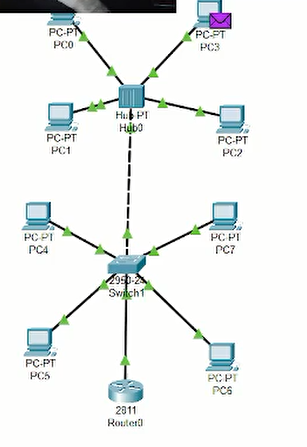 PC-PT
PC0
PC-PT
PC3
Hub-PT
Hub0
PC-PT
PC1
PC-PT
PC2
PC-PT
PC4
PC-PT
PC7
2950-24
Switch1
PC-PT
PC5
PC-PT
PC6
2811
Router0